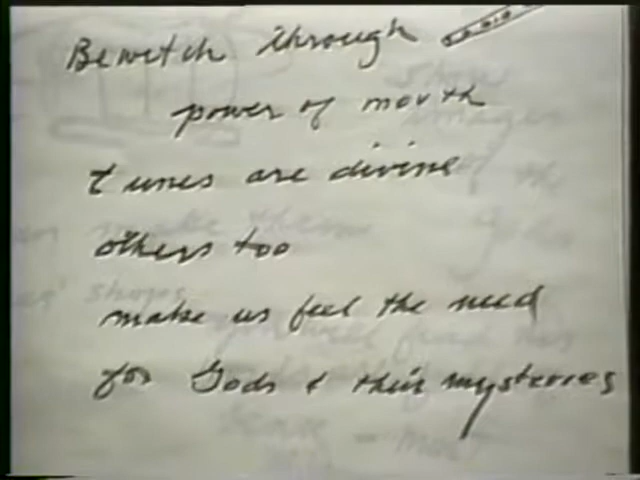 Bewitch through
power of mouth
tunes are divine
others too
make us feel the need
for Gods & their mysteries